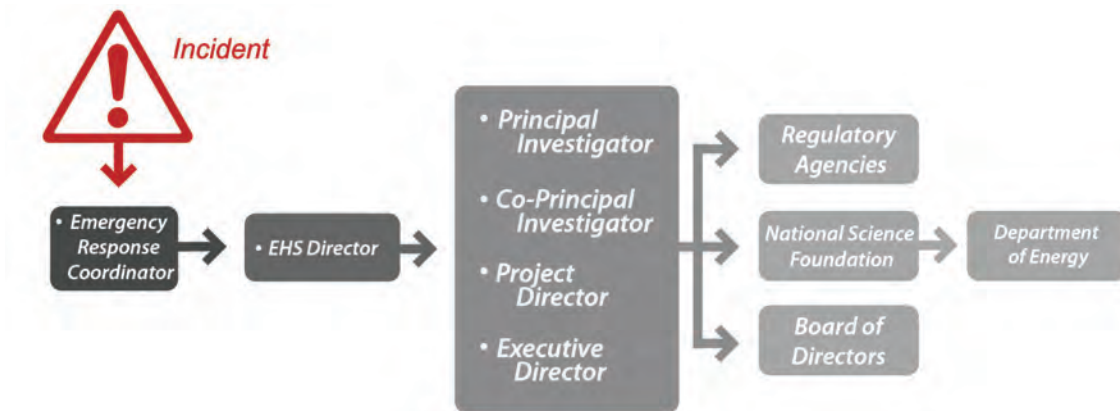 Incident
• Emergency
Response
Coordinator
• EHS Director
• Principal
Investigator
• Co-Principal
Investigator
• Project
Director
• Executive
Director
Regulatory
Agencies
National Science
Foundation
Board of
Directors
Department
of Energy